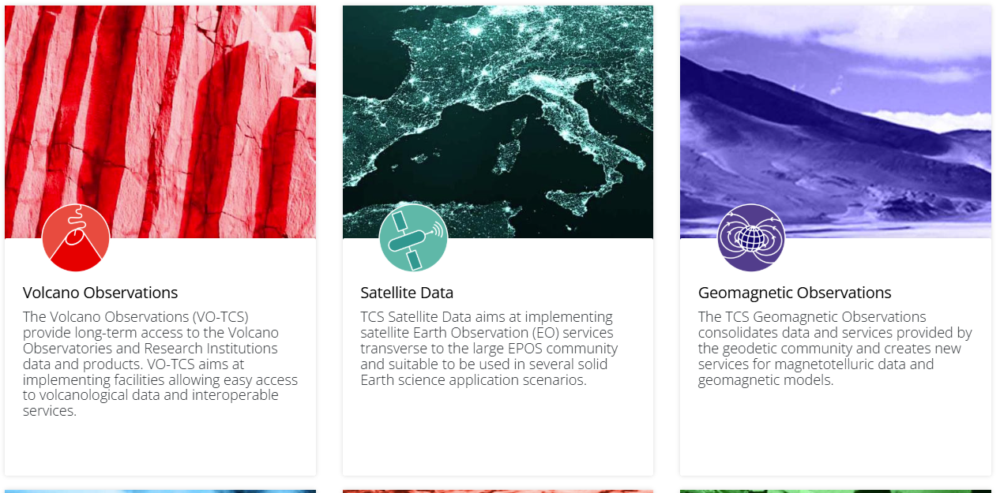 Volcano Observations
The Volcano Observations (VO-TCS)
provide long-term access to the Volcano
Observatories and Research Institutions
data and products. VO-TCS aims at
implementing facilities allowing easy access
to volcanological data and interoperable
services.
Satellite Data
TCS Satellite Data aims at implementing
satellite Earth Observation (EO) services
transverse to the large EPOS community
and suitable to be used in several solid
Earth science application scenarios.
Geomagnetic Observations
The TCS Geomagnetic Observations
consolidates data and services provided by
the geodetic community and creates new
services for magnetotelluric data and
geomagnetic models.